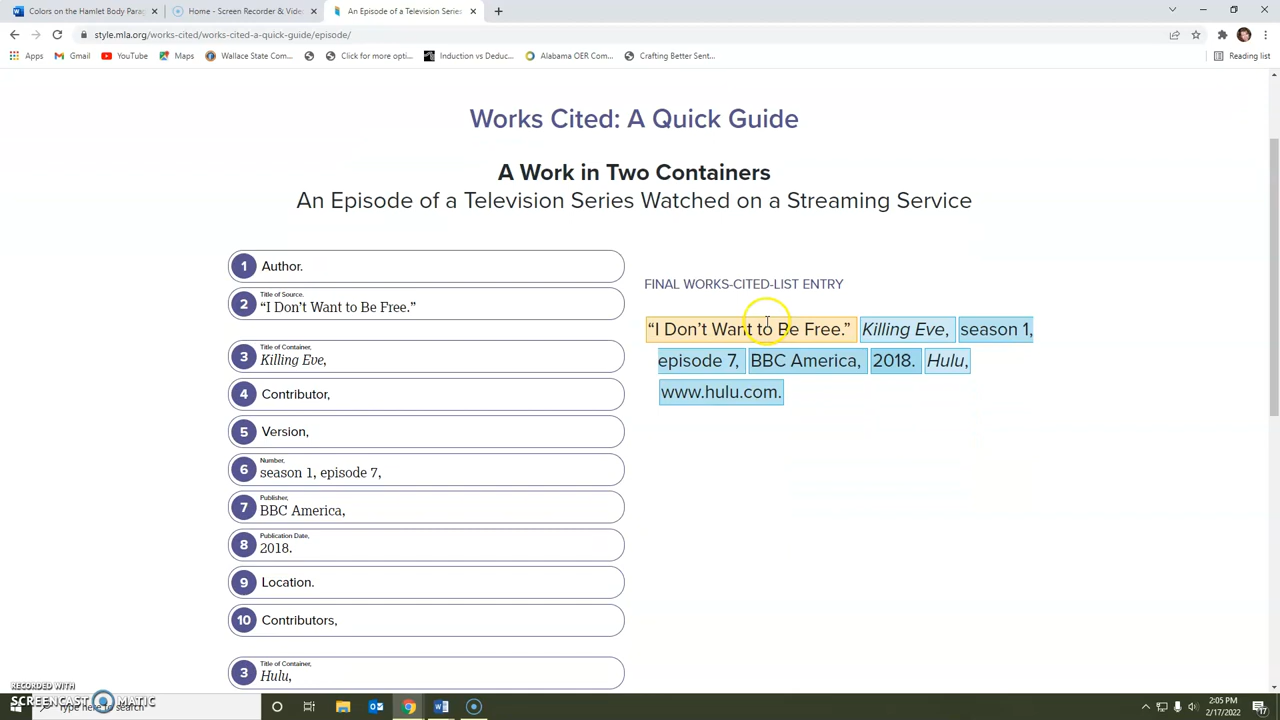 Colors on the Hamlet Body Parag
Home - Screen Recorder & Vide
An Episode of a Television Series
style.mla.org/works-cited/works-cited-a-quick-guide/episode/
Apps Gmail YouTube Maps Wallace State Com... Click for more opti... Induction vs Deduc... Alabama OER Com... Crafting Better Sent... Reading list
Works Cited: A Quick Guide
A Work in Two Containers
An Episode of a Television Series Watched on a Streaming Service
1 Author.
Title of Source.
2 “I Don’t Want to Be Free.”
Title of Container,
3 Killing Eve,
4 Contributor,
5 Version,
Number,
6 season 1, episode 7,
Publisher,
7 BBC America,
Publication Date,
8 2018.
9 Location.
10 Contributors,
Title of Container,
3 Hulu,
FINAL WORKS-CITED-LIST ENTRY
“I Don’t Want to Be Free.” Killing Eve, season 1,
episode 7, BBC America, 2018. Hulu,
www.hulu.com.
RECORDED WITH
SCREENCAST MATIC
Type here to search
2:05 PM
2/17/2022
17